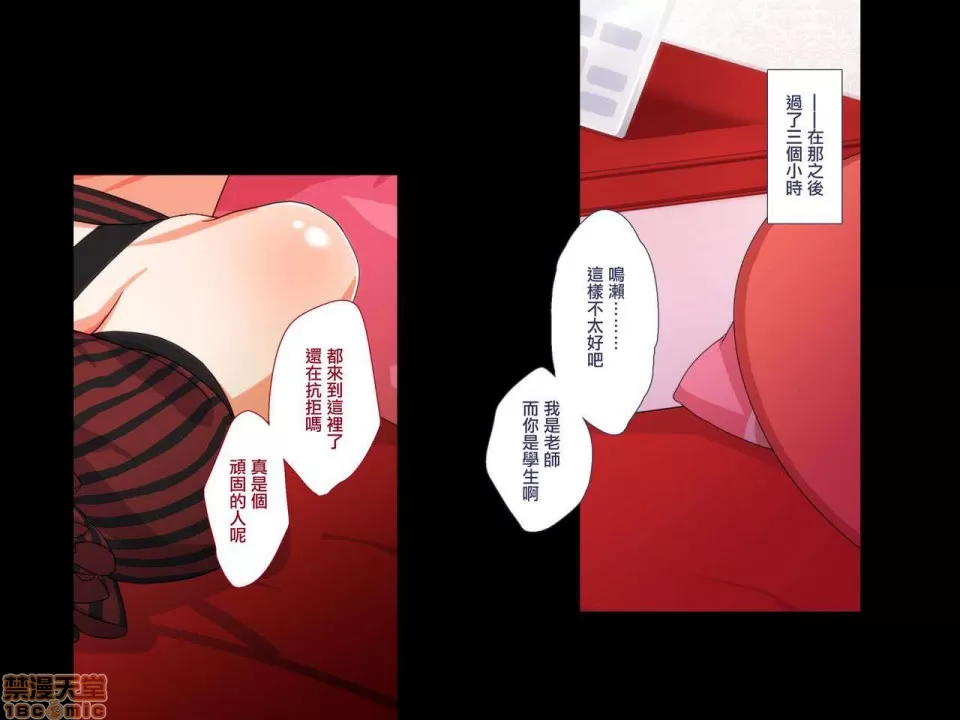 ——在那之後
過了三個小時
鳴瀨………
這樣不太好吧
我是老師
而你是學生啊
都來到這裡了
還在抗拒嗎
真是個
頑固的人呢
禁漫天堂
18COMIC